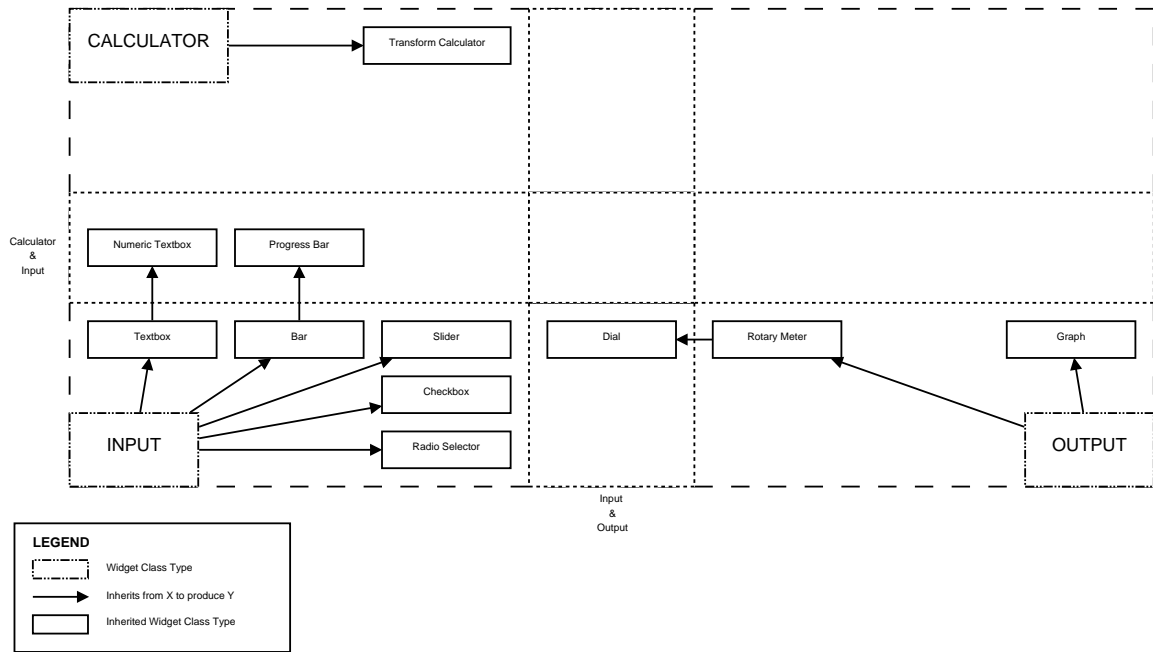 CALCULATOR
Transform Calculator
Calculator
&
Input
Numeric Textbox
Progress Bar
Textbox
Bar
Slider
Dial
Rotary Meter
Graph
Checkbox
INPUT
Radio Selector
OUTPUT
Input
&
Output
LEGEND
Widget Class Type
Inherits from X to produce Y
Inherited Widget Class Type